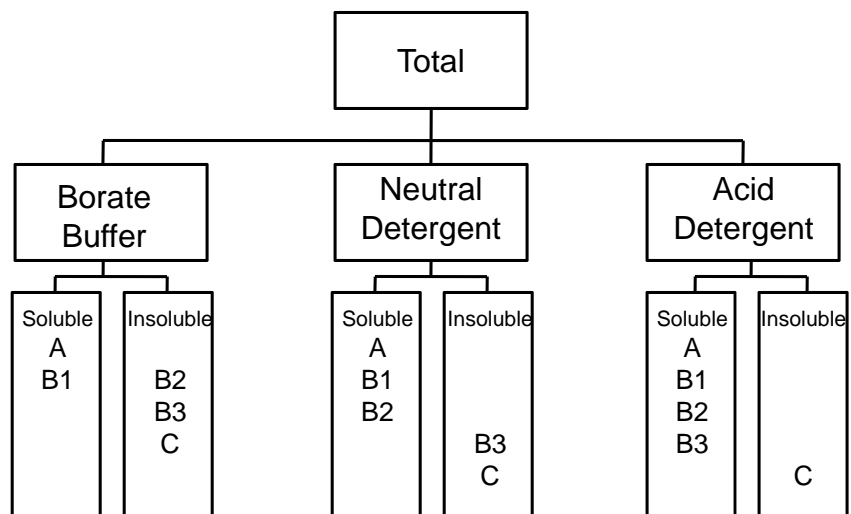 Total
Borate
Buffer
Neutral
Detergent
Acid
Detergent
Soluble
A
B1
Insoluble
B2
B3
C
Soluble
A
B1
B2
Insoluble
B3
C
Soluble
A
B1
B2
B3
Insoluble
C